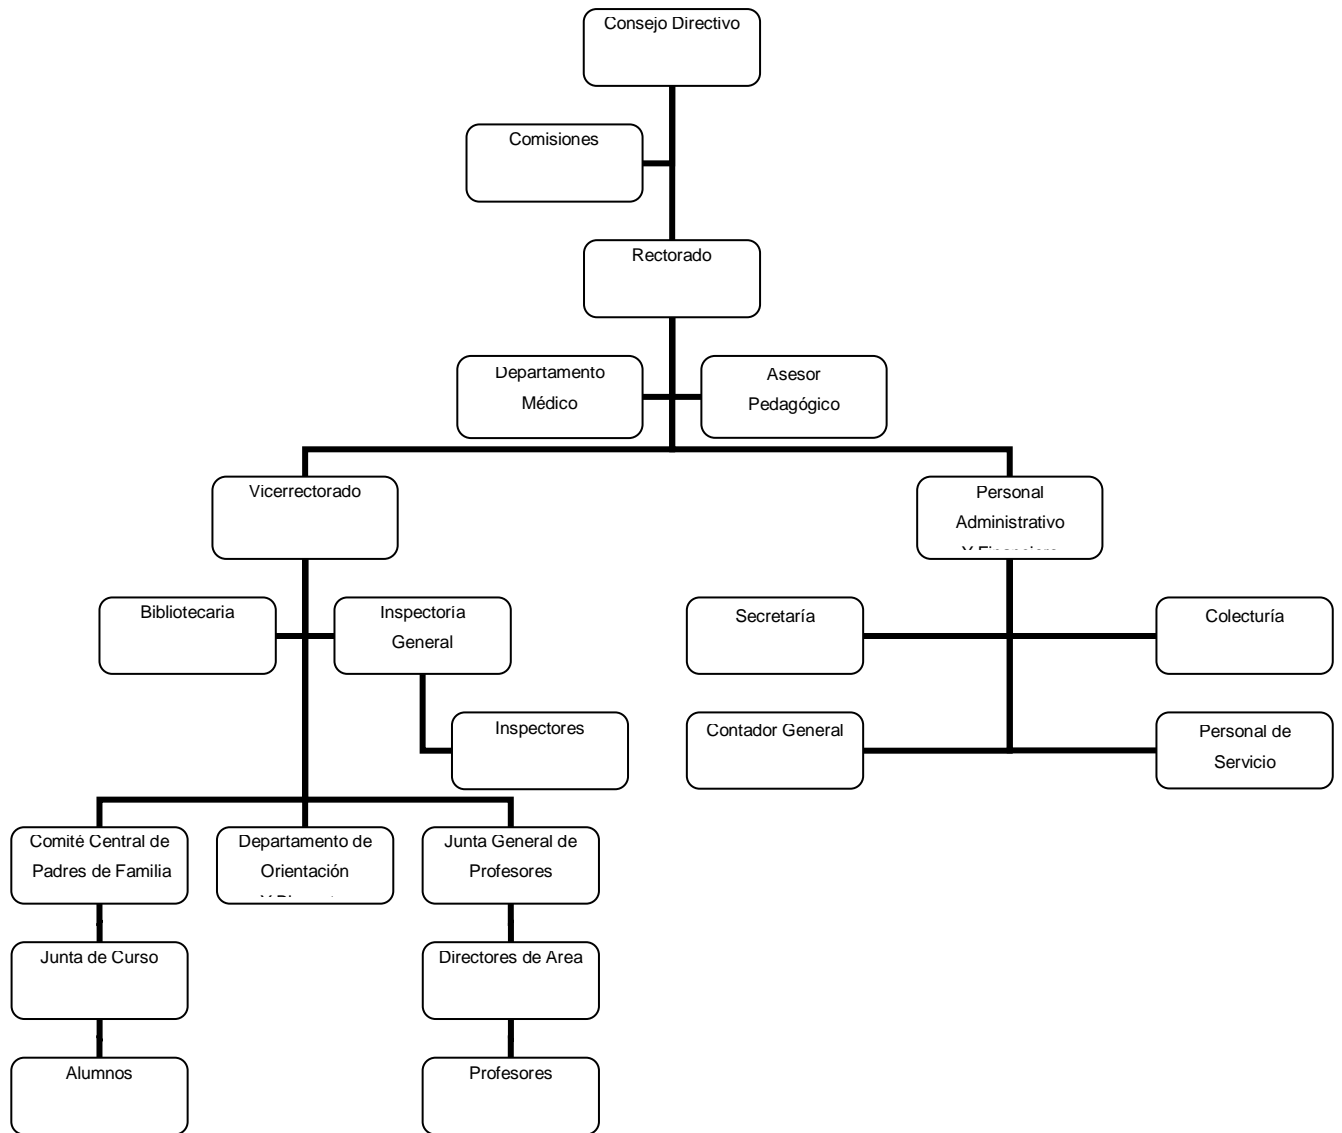 Consejo Directivo
Comisiones
Rectorado
Departamento
Médico
Asesor
Pedagógico
Vicerrectorado
Personal
Administrativo
Y Financiero
Bibliotecaria
Inspectoria
General
Secretaría
Colecturía
Inspectores
Contador General
Personal de
Servicio
Comité Central de
Padres de Familia
Departamento de
Orientación
Junta General de
Profesores
Junta de Curso
Directores de Area
Alumnos
Profesores